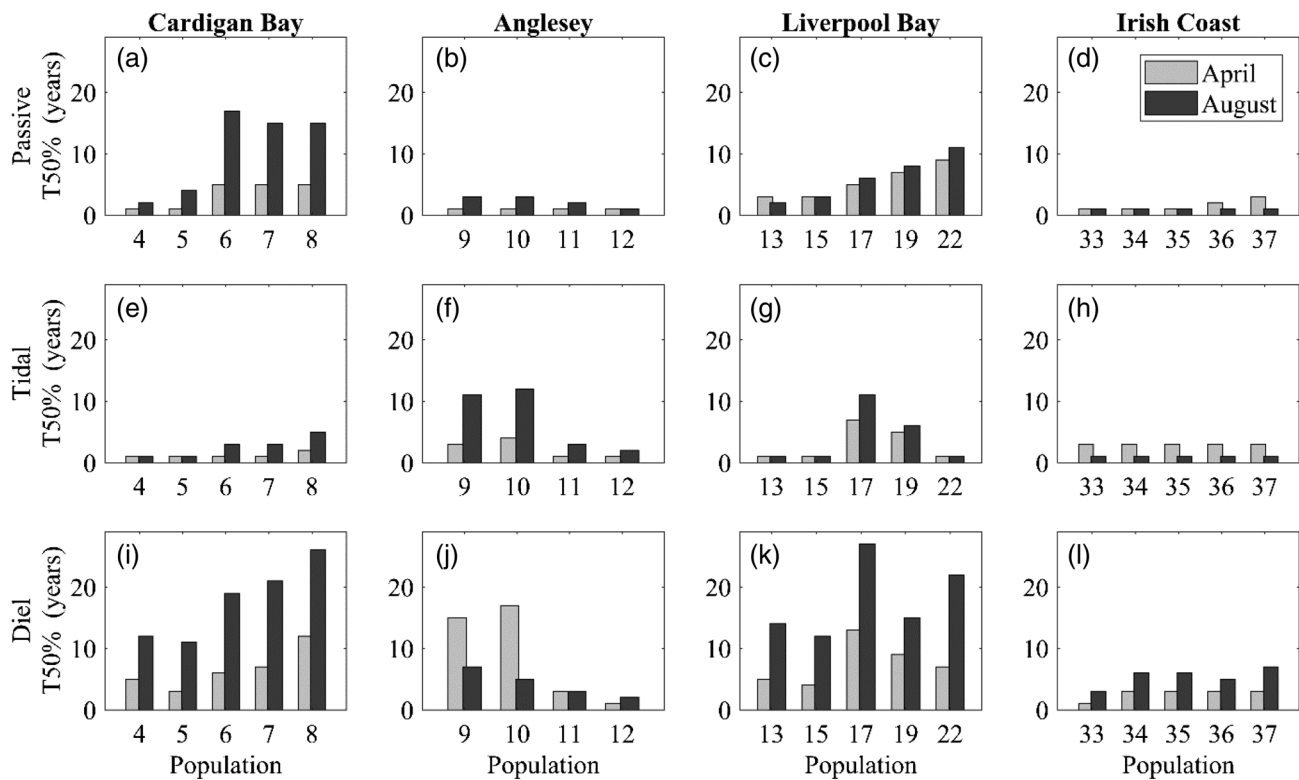 Cardigan Bay Anglesey Liverpool Bay Irish Coast
Passive
T50% (years)
(a) (b) (c) (d)
April
August
20 20 20 20
10 10 10 10
0 0 0 0
4 5 6 7 8 9 10 11 12 13 15 17 19 22 33 34 35 36 37
Tidal
T50% (years)
(e) (f) (g) (h)
20 20 20 20
10 10 10 10
0 0 0 0
4 5 6 7 8 9 10 11 12 13 15 17 19 22 33 34 35 36 37
Diel
T50% (years)
(i) (j) (k) (l)
20 20 20 20
10 10 10 10
0 0 0 0
4 5 6 7 8 9 10 11 12 13 15 17 19 22 33 34 35 36 37
Population Population Population Population